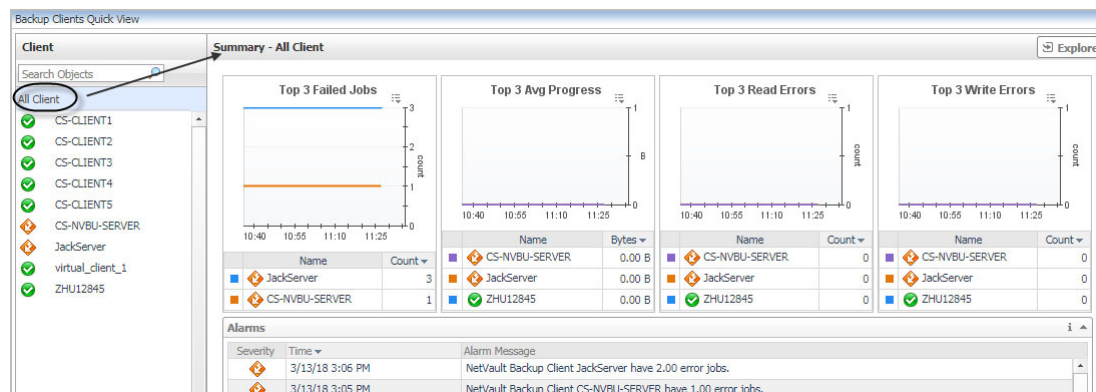 Backup Clients Quick View
Client
Search Objects
All Client
CS-CLIENT1
CS-CLIENT2
CS-CLIENT3
CS-CLIENT4
CS-CLIENT5
CS-NVBU-SERVER
JackServer
virtual_client_1
ZHU12845
Summary - All Client
Explore
Top 3 Failed Jobs
3
2
1
0
count
10:40 10:55 11:10 11:25
Name Count
JackServer 3
CS-NVBU-SERVER 1
Top 3 Avg Progress
1
B
0
10:40 10:55 11:10 11:25
Name Bytes
CS-NVBU-SERVER 0.00 B
JackServer 0.00 B
ZHU12845 0.00 B
Top 3 Read Errors
1
count
0
10:40 10:55 11:10 11:25
Name Count
CS-NVBU-SERVER 0
JackServer 0
ZHU12845 0
Top 3 Write Errors
1
count
0
10:40 10:55 11:10 11:25
Name Count
CS-NVBU-SERVER 0
JackServer 0
ZHU12845 0
Alarms
Severity Time Alarm Message
3/13/18 3:06 PM NetVault Backup Client JackServer have 2.00 error jobs.
3/13/18 3:05 PM NetVault Backup Client CS-NVBU-SERVER have 1.00 error jobs.